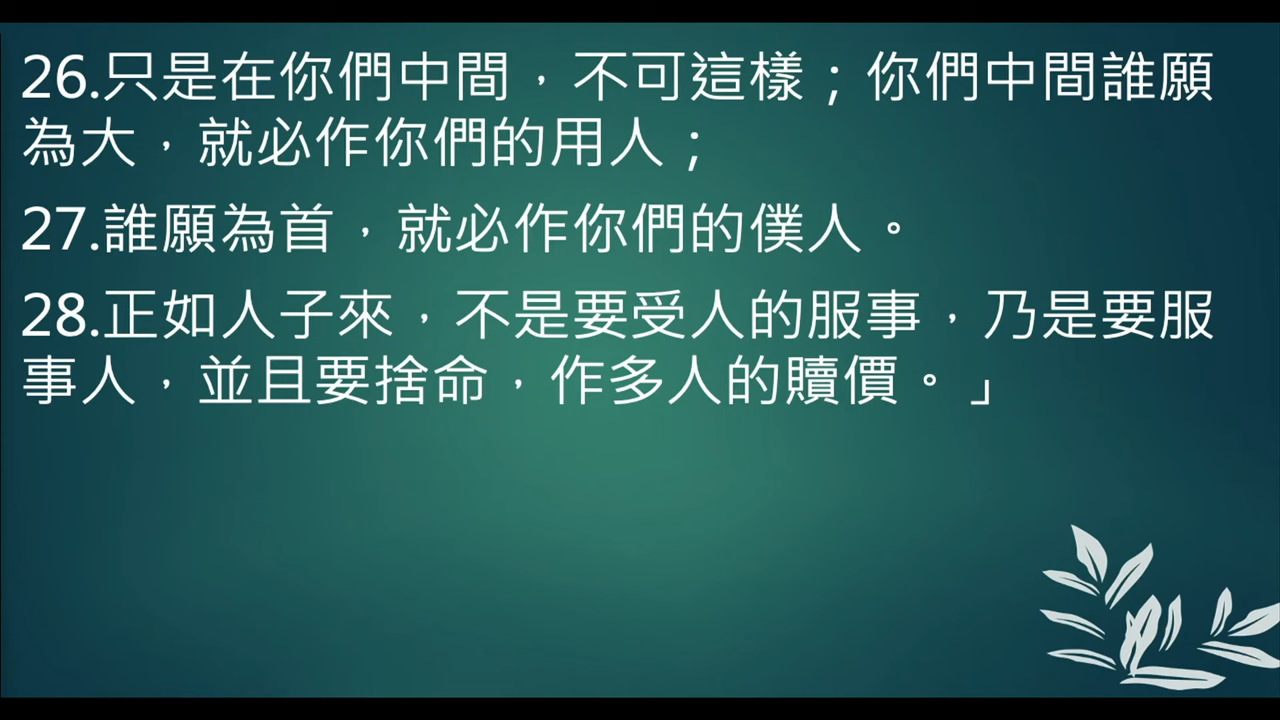 26.只是在你們中間，不可這樣；你們中間誰願
為大，就必作你們的用人；
27.誰願為首，就必作你們的僕人。
28.正如人子來，不是要受人的服事，乃是要服
事人，並且要捨命，作多人的贖價。」